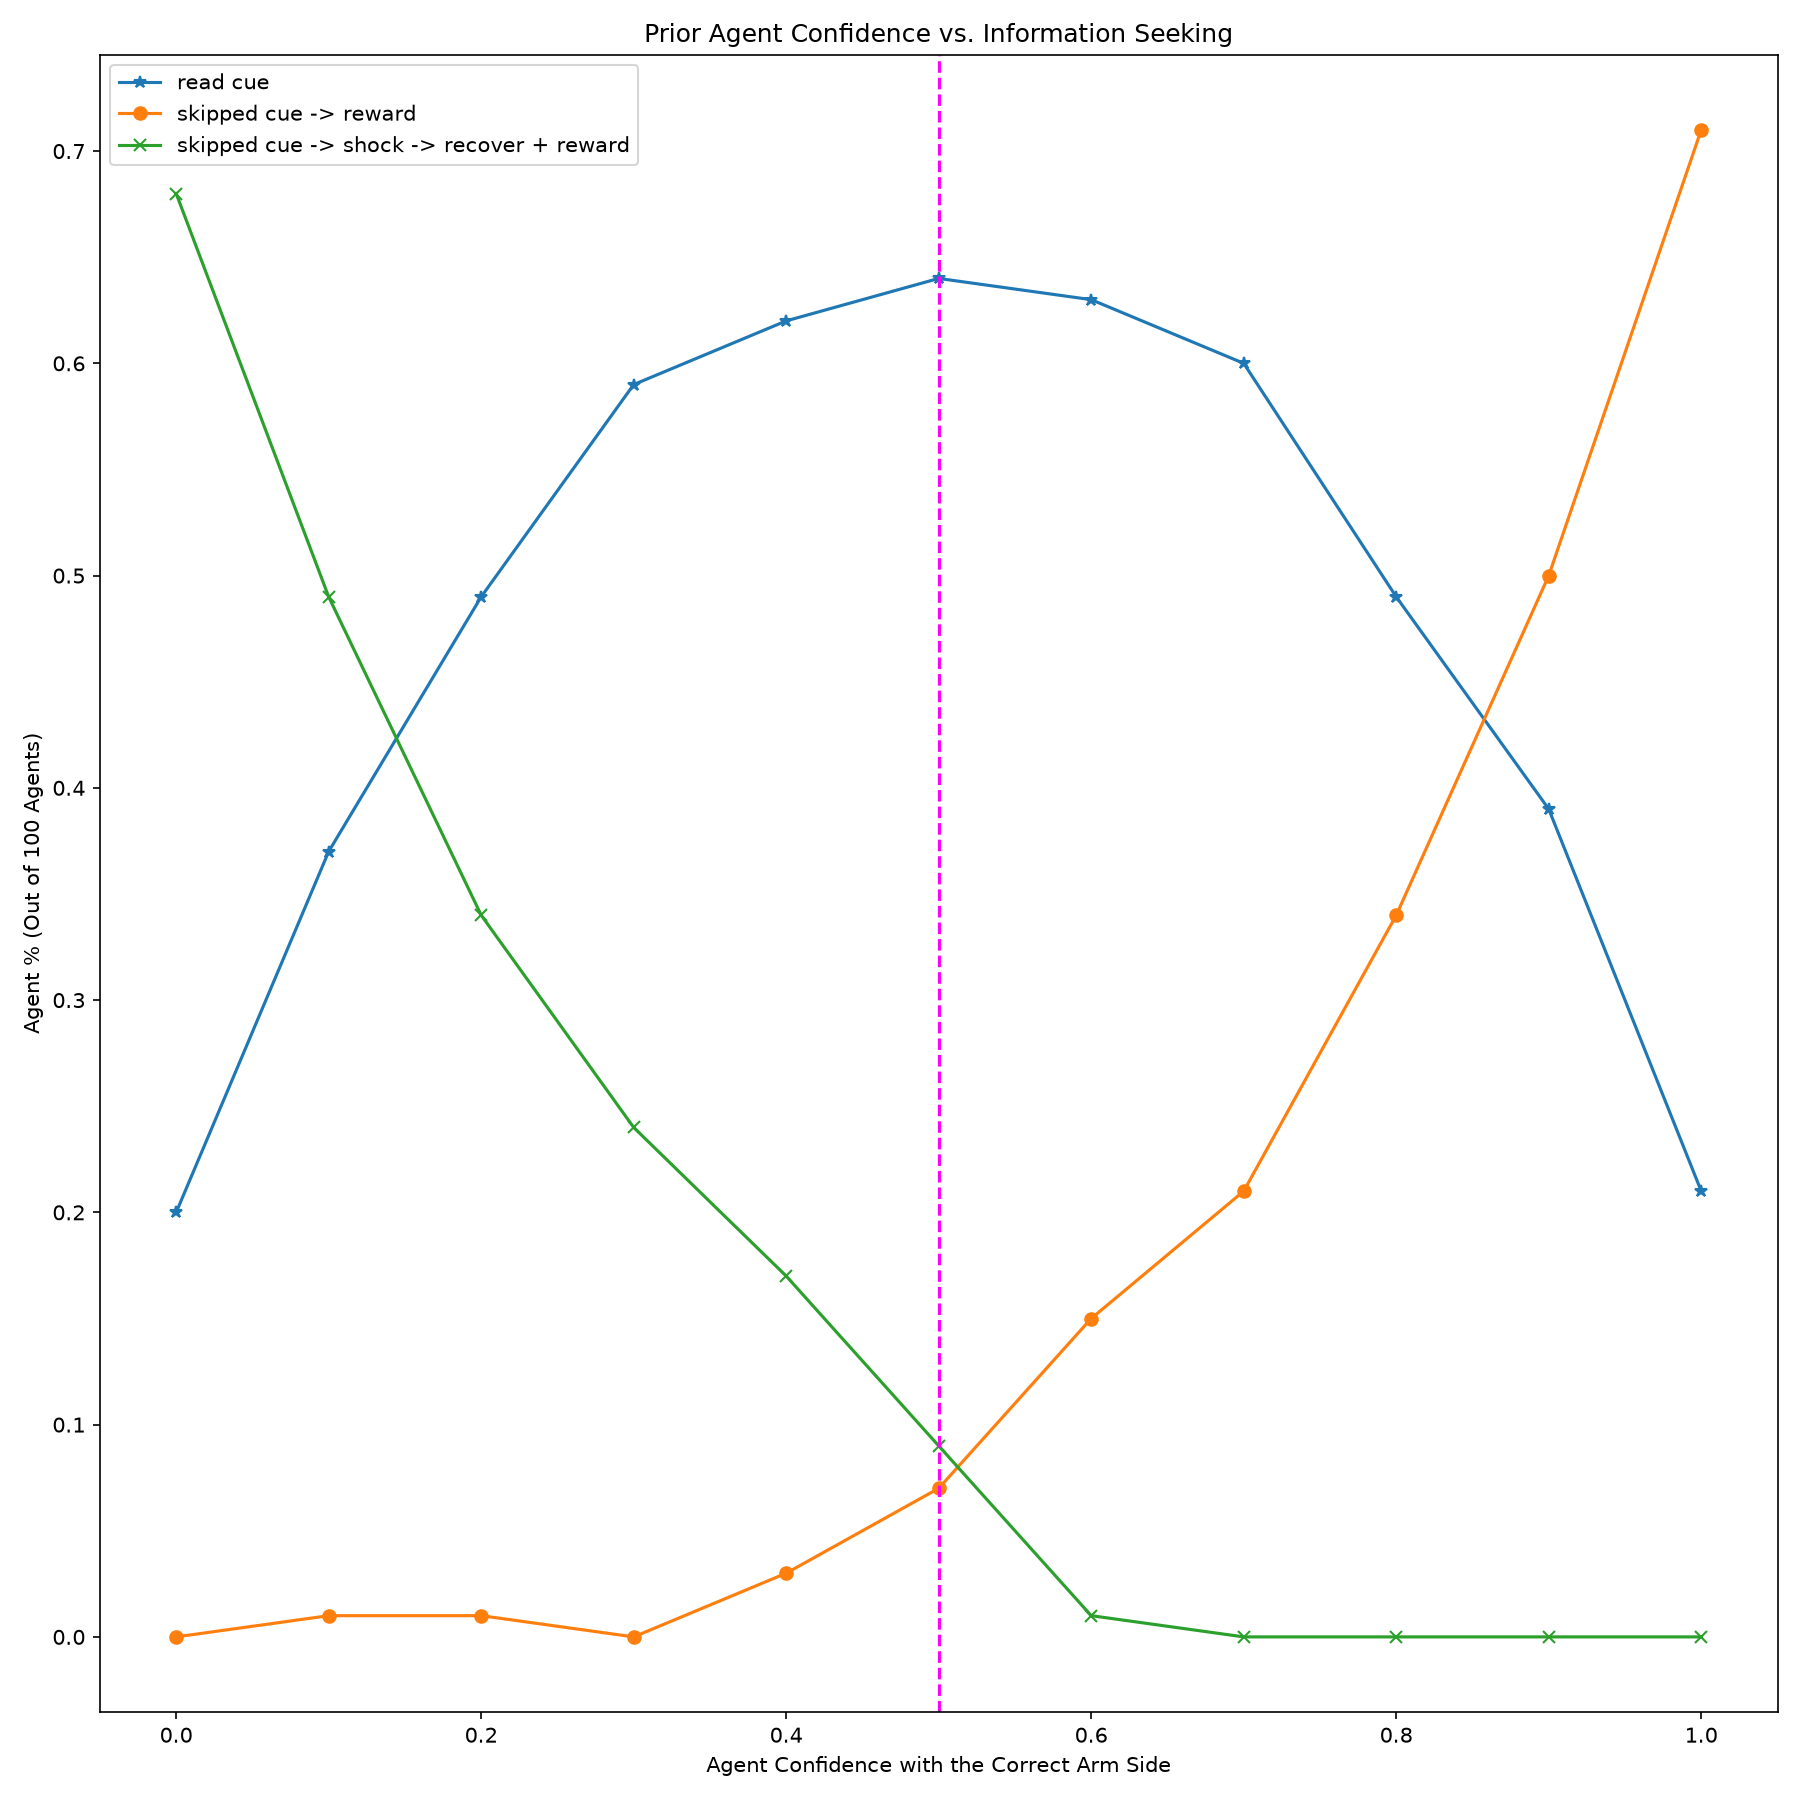 Prior Agent Confidence vs. Information Seeking
read cue
skipped cue -> reward
skipped cue -> shock -> recover + reward
Agent % (Out of 100 Agents)
0.7
0.6
0.5
0.4
0.3
0.2
0.1
0.0
0.0 0.2 0.4 0.6 0.8 1.0
Agent Confidence with the Correct Arm Side